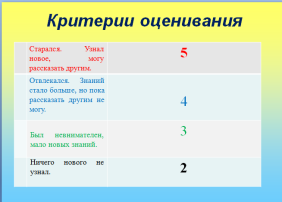 Критерии оценивания
Старался. Узнал
новое, могу
рассказать другим.
5
Отвлекался. Знаний
стало больше, но пока
рассказать другим не
могу.
4
Был невнимателен,
мало новых знаний.
3
Ничего нового не
узнал.
2